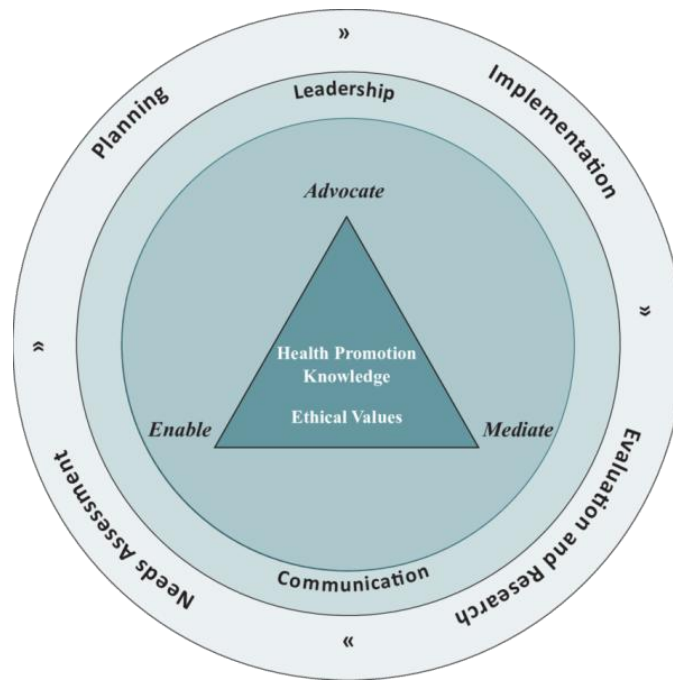 »
Planning
Implementation
Leadership
Advocate
»
»
Health Promotion
Knowledge
Ethical Values
Enable
Mediate
Needs Assessment
Evaluation and Research
Communication
»